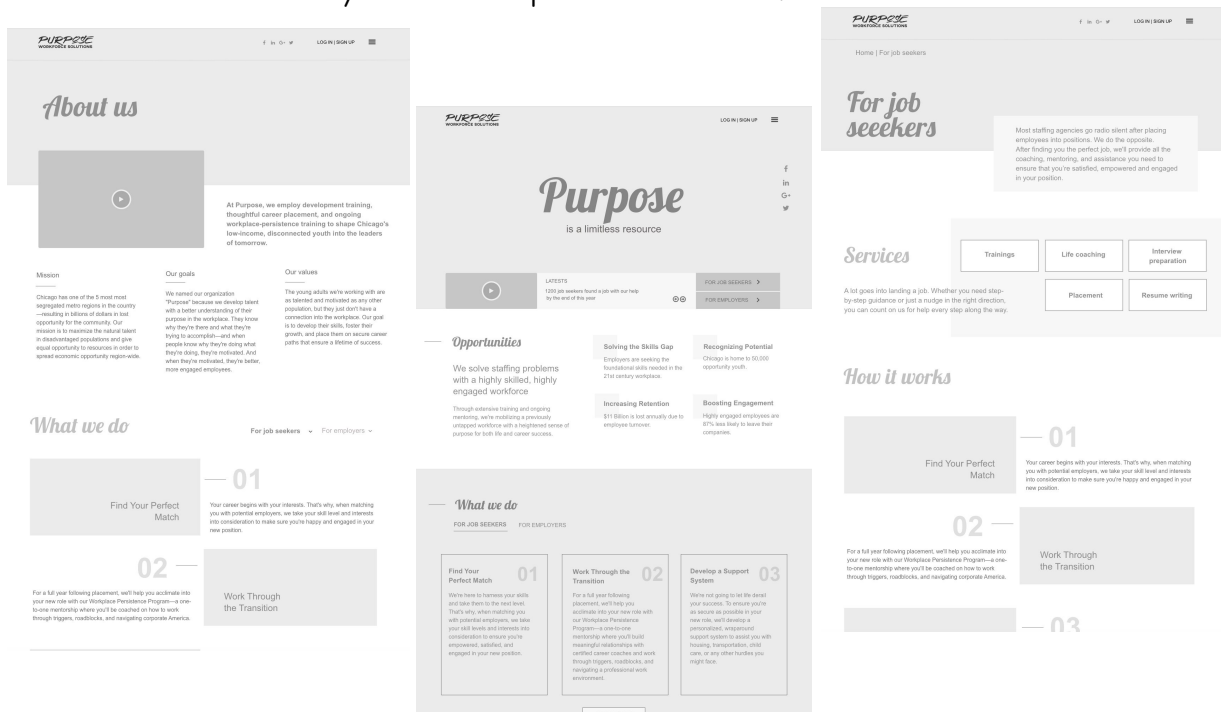 PURPOSE
WORKFORCE SOLUTIONS
LOG IN | SIGN UP
About us
At Purpose, we employ development training,
thoughtful career placement, and ongoing
workplace-persistence training to shape Chicago's
low-income, disconnected youth into the leaders
of tomorrow.
Mission
Chicago has one of the 5 most most
segregated metro regions in the country
—resulting in billions of dollars in lost
opportunity for the community. Our
mission is to maximize the natural talent
in disadvantaged populations and give
equal opportunity to resources in order to
spread economic opportunity region-wide.
Our goals
We named our organization
"Purpose" because we develop talent
with a better understanding of their
purpose in the workplace. They know
why they're there and what they're
trying to accomplish—and when
people know why they're doing what
they're doing, they're motivated. And
when they're motivated, they're better,
more engaged employees.
Our values
The young adults we're working with are
as talented and motivated as any other
population, but they just don't have a
connection into the workplace. Our goal
is to develop their skills, foster their
growth, and place them on secure career
paths that ensure a lifetime of success.
What we do
For job seekers
For employers
Find Your Perfect
Match
01
Your career begins with your interests. That's why, when matching
you with potential employers, we take your skill level and interests
into consideration to make sure you're happy and engaged in your
new position.
02
For a full year following placement, we'll help you acclimate into
your new role with our Workplace Persistence Program—a one-
to-one mentorship where you'll be coached on how to work
through triggers, roadblocks, and navigating corporate America.
Work Through
the Transition
PURPOSE
WORKFORCE SOLUTIONS
LOG IN | SIGN UP
Purpose
is a limitless resource
LATESTS
1200 job seekers found a job with our help
by the end of this year
FOR JOB SEEKERS
FOR EMPLOYERS
Opportunities
We solve staffing problems
with a highly skilled, highly
engaged workforce
Through extensive training and ongoing
mentoring, we're mobilizing a previously
untapped workforce with a heightened sense of
purpose for both life and career success.
Solving the Skills Gap
Employers are seeking the
foundational skills needed in the
21st century workplace.
Recognizing Potential
Chicago is home to 50,000
opportunity youth.
Increasing Retention
$11 Billion is lost annually due to
employee turnover.
Boosting Engagement
Highly engaged employees are
87% less likely to leave their
companies.
What we do
FOR JOB SEEKERS
FOR EMPLOYERS
Find Your
Perfect Match
01
We're here to harness your skills
and take them to the next level.
That's why, when matching you
with potential employers, we take
your skill levels and interests into
consideration to ensure you're
empowered, satisfied, and
engaged in your new position.
Work Through the
Transition
02
For a full year following
placement, we'll help you
acclimate into your new role with
our Workplace Persistence
Program—a one-to-one
mentorship where you'll build
meaningful relationships with
certified career coaches and work
through triggers, roadblocks, and
navigating a professional work
environment.
Develop a Support
System
03
We're not going to let life derail
your success. To ensure you're
as secure as possible in your
new role, we'll develop a
personalized, wraparound
support system to assist you with
housing, transportation, child
care, or any other hurdles you
might face.
PURPOSE
WORKFORCE SOLUTIONS
LOG IN | SIGN UP
Home | For job seekers
For job
seeekers
Most staffing agencies go radio silent after placing
employees into positions. We do the opposite.
After finding you the perfect job, we'll provide all the
coaching, mentoring, and assistance you need to
ensure that you're satisfied, empowered and engaged
in your position.
Services
A lot goes into landing a job. Whether you need step-
by-step guidance or just a nudge in the right direction,
you can count on us for help every step along the way.
Trainings
Life coaching
Interview
preparation
Placement
Resume writing
How it works
Find Your Perfect
Match
01
Your career begins with your interests. That's why, when matching
you with potential employers, we take your skill level and interests
into consideration to make sure you're happy and engaged in your
new position.
02
For a full year following placement, we'll help you acclimate into
your new role with our Workplace Persistence Program—a one-
to-one mentorship where you'll be coached on how to work
through triggers, roadblocks, and navigating corporate America.
Work Through
the Transition
03